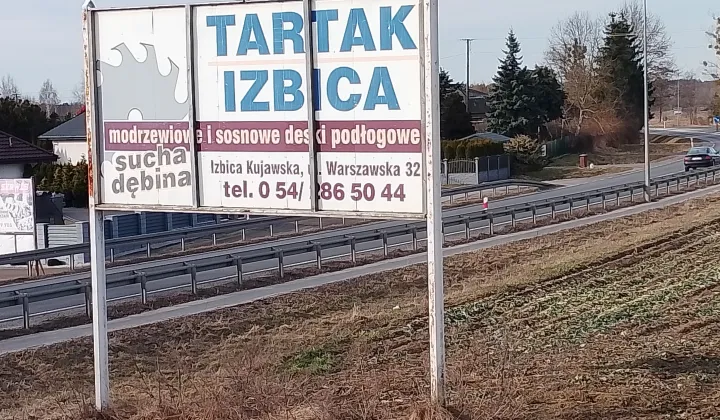 TARTAK
IZBICA
modrzewiowe i sosnowe deski podłogowe
sucha
dębina
Izbica Kujawska, ul. Warszawska 32
tel. 0 54/ 286 50 44